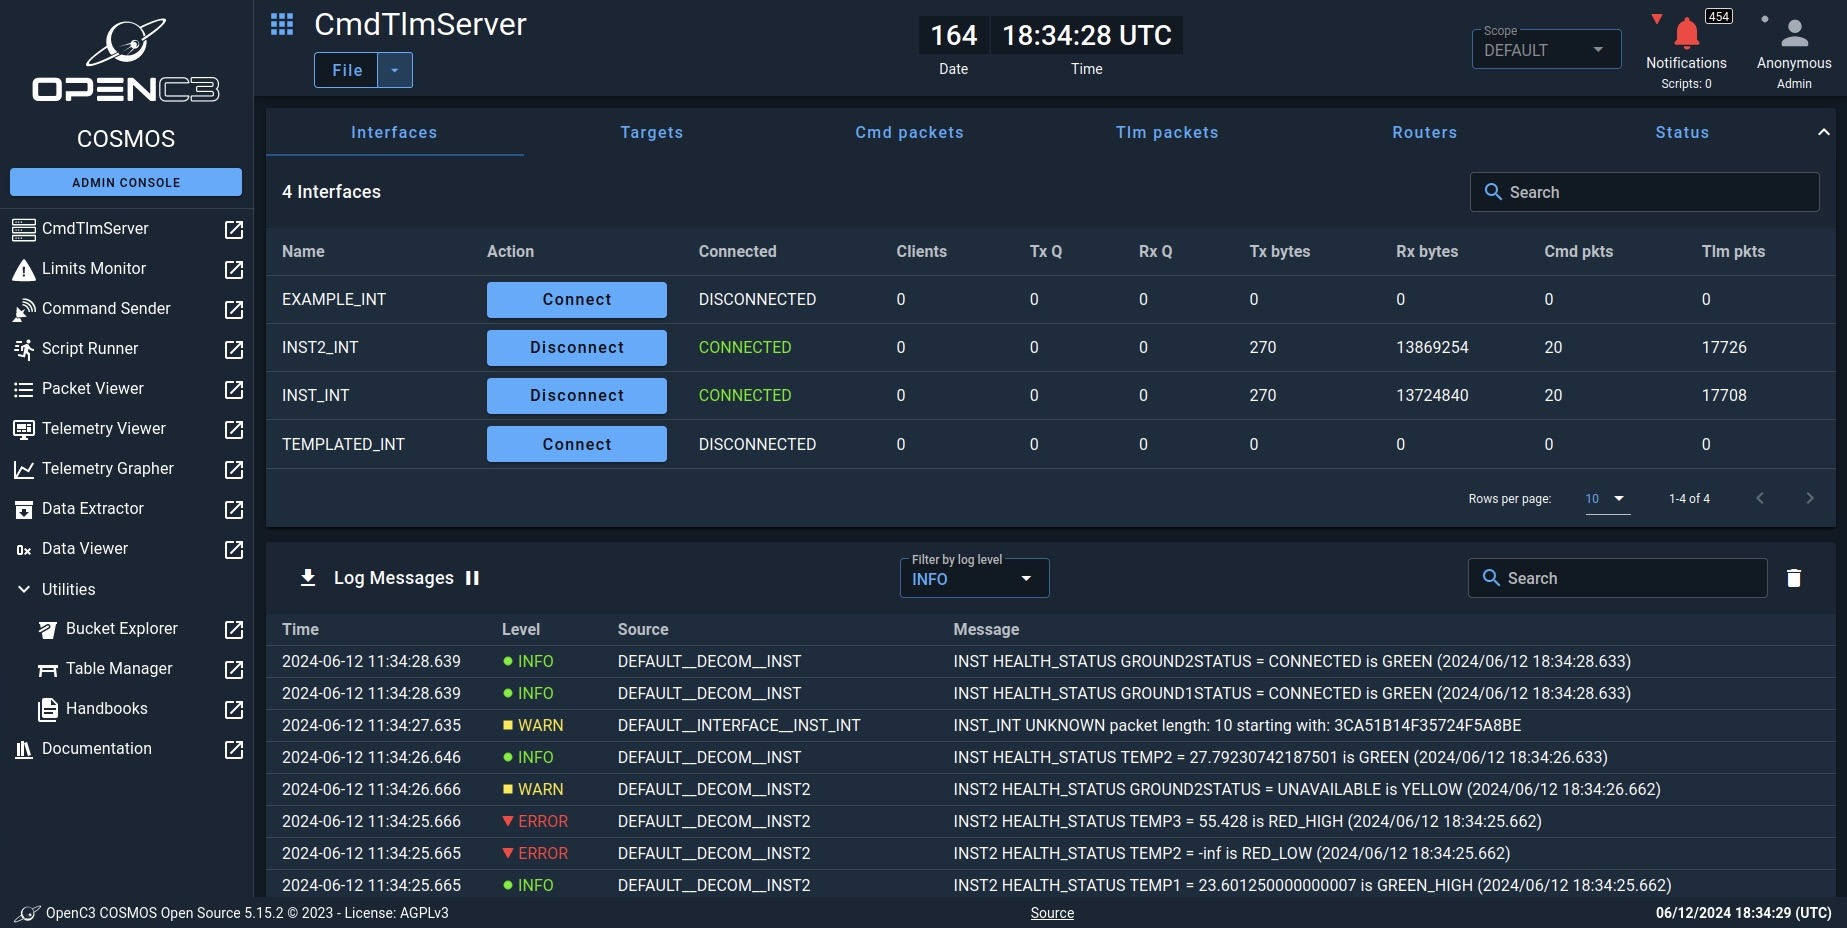 OPENC3
COSMOS
ADMIN CONSOLE
CmdTlmServer
Limits Monitor
Command Sender
Script Runner
Packet Viewer
Telemetry Viewer
Telemetry Grapher
Data Extractor
0x Data Viewer
Utilities
Bucket Explorer
Table Manager
Handbooks
Documentation
CmdTlmServer
File
164 18:34:28 UTC
Date Time
Scope
DEFAULT
454
Notifications
Scripts: 0
Anonymous
Admin
Interfaces Targets Cmd packets Tlm packets Routers Status
4 Interfaces Search
Name Action Connected Clients Tx Q Rx Q Tx bytes Rx bytes Cmd pkts Tlm pkts
EXAMPLE_INT Connect DISCONNECTED 0 0 0 0 0 0 0
INST2_INT Disconnect CONNECTED 0 0 0 270 13869254 20 17726
INST_INT Disconnect CONNECTED 0 0 0 270 13724840 20 17708
TEMPLATED_INT Connect DISCONNECTED 0 0 0 0 0 0 0
Rows per page: 10 1-4 of 4
Log Messages Filter by log level INFO Search
Time Level Source Message
2024-06-12 11:34:28.639 INFO DEFAULT__DECOM__INST INST HEALTH_STATUS GROUND2STATUS = CONNECTED is GREEN (2024/06/12 18:34:28.633)
2024-06-12 11:34:28.639 INFO DEFAULT__DECOM__INST INST HEALTH_STATUS GROUND1STATUS = CONNECTED is GREEN (2024/06/12 18:34:28.633)
2024-06-12 11:34:27.635 WARN DEFAULT__INTERFACE__INST_INT INST_INT UNKNOWN packet length: 10 starting with: 3CA51B14F35724F5A8BE
2024-06-12 11:34:26.646 INFO DEFAULT__DECOM__INST INST HEALTH_STATUS TEMP2 = 27.79230742187501 is GREEN (2024/06/12 18:34:26.633)
2024-06-12 11:34:26.666 WARN DEFAULT__DECOM__INST2 INST2 HEALTH_STATUS GROUND2STATUS = UNAVAILABLE is YELLOW (2024/06/12 18:34:26.662)
2024-06-12 11:34:25.666 ERROR DEFAULT__DECOM__INST2 INST2 HEALTH_STATUS TEMP3 = 55.428 is RED_HIGH (2024/06/12 18:34:25.662)
2024-06-12 11:34:25.665 ERROR DEFAULT__DECOM__INST2 INST2 HEALTH_STATUS TEMP2 = -inf is RED_LOW (2024/06/12 18:34:25.662)
2024-06-12 11:34:25.665 INFO DEFAULT__DECOM__INST2 INST2 HEALTH_STATUS TEMP1 = 23.601250000000007 is GREEN_HIGH (2024/06/12 18:34:25.662)
OpenC3 COSMOS Open Source 5.15.2 © 2023 - License: AGPLv3 Source 06/12/2024 18:34:29 (UTC)